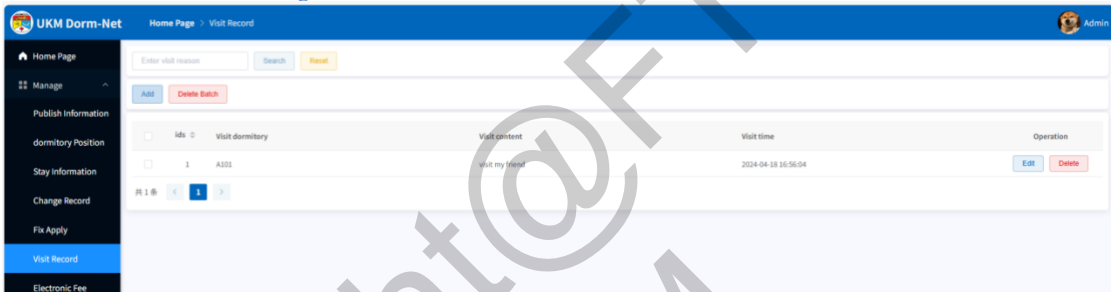 UKM Dorm-Net Home Page > Visit Record Admin
Home Page
Enter visit reason Search Reset
Manage
Add Delete Batch
Publish Information
dormitory Position
ids Visit dormitory Visit content Visit time Operation
Stay Information
1 A101 visit my friend 2024-04-18 16:56:04 Edit Delete
共 1 条 < 1 >
Change Record
Fix Apply
Visit Record
Electronic Fee